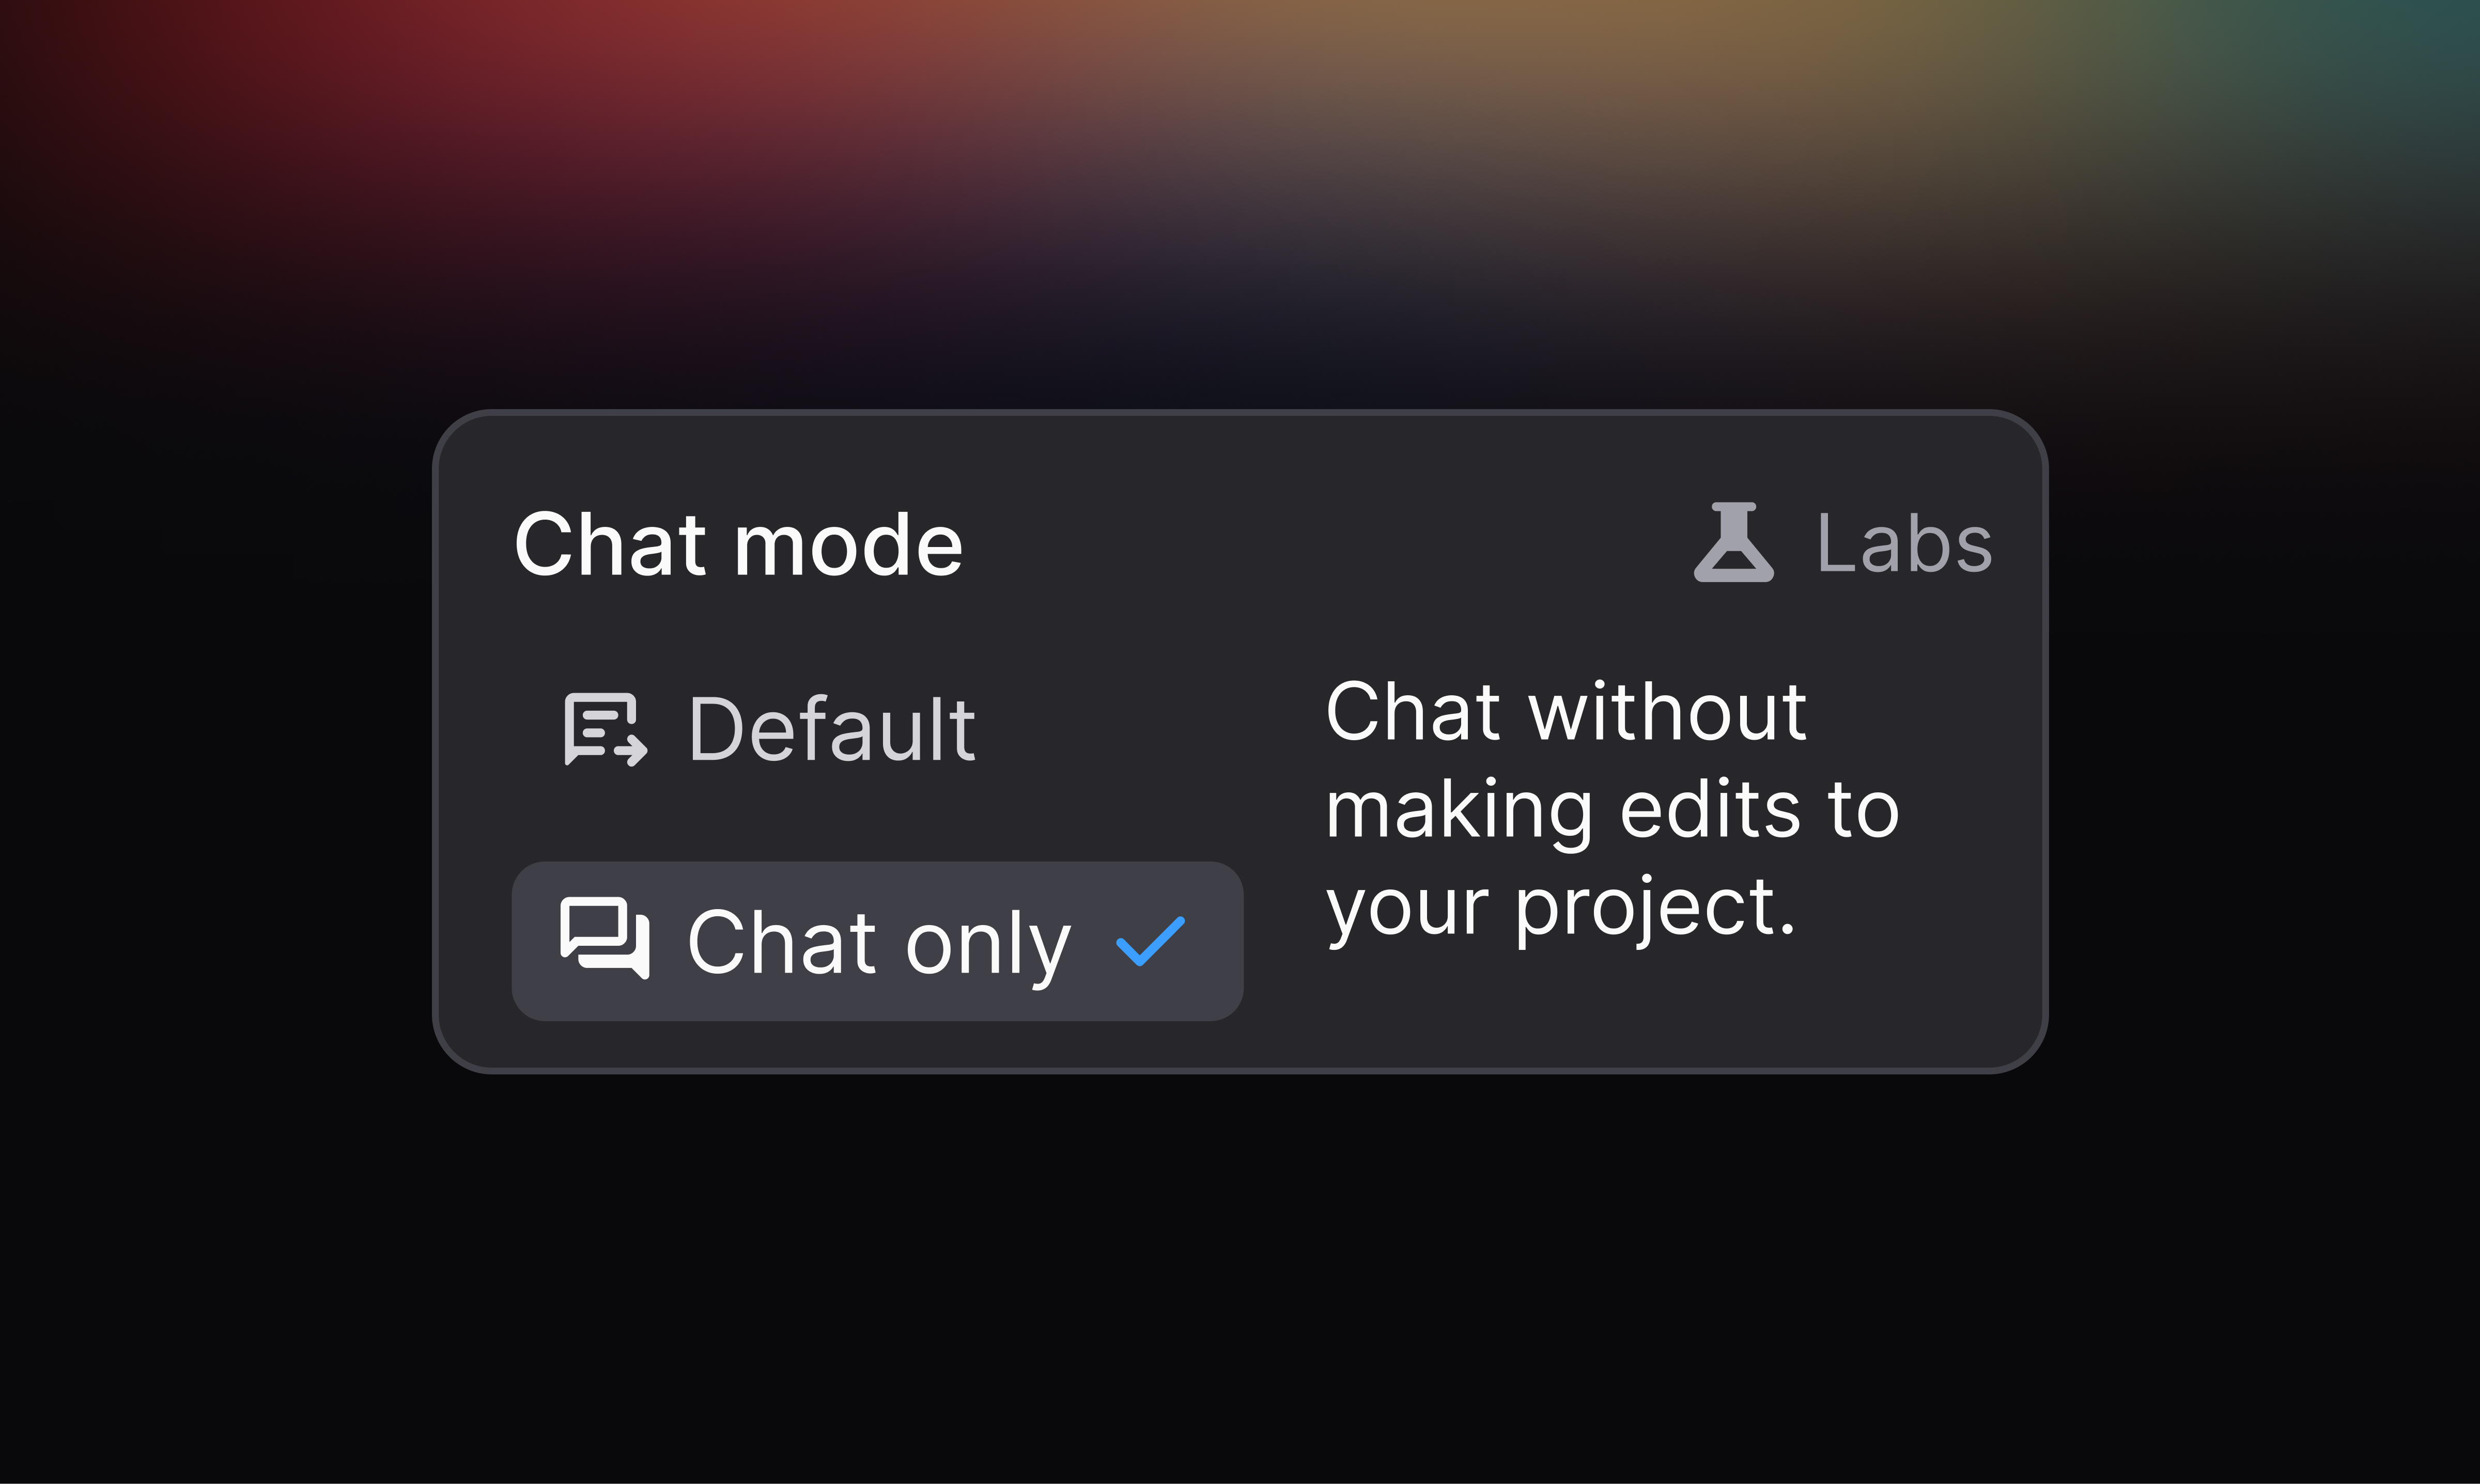 Chat mode
Labs
Default
Chat only
Chat without
making edits to
your project.